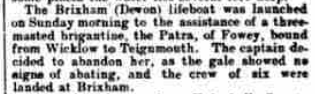 The Brixham (Devon) lifeboat was launched
on Sunday morning to the assistance of a three-
masted brigantine, the Patra, of Fowey, bound
from Wicklow to Teignmouth. The captain de-
cided to abandon her, as the gale showed no
signs of abating, and the crew of six were
landed at Brixham.